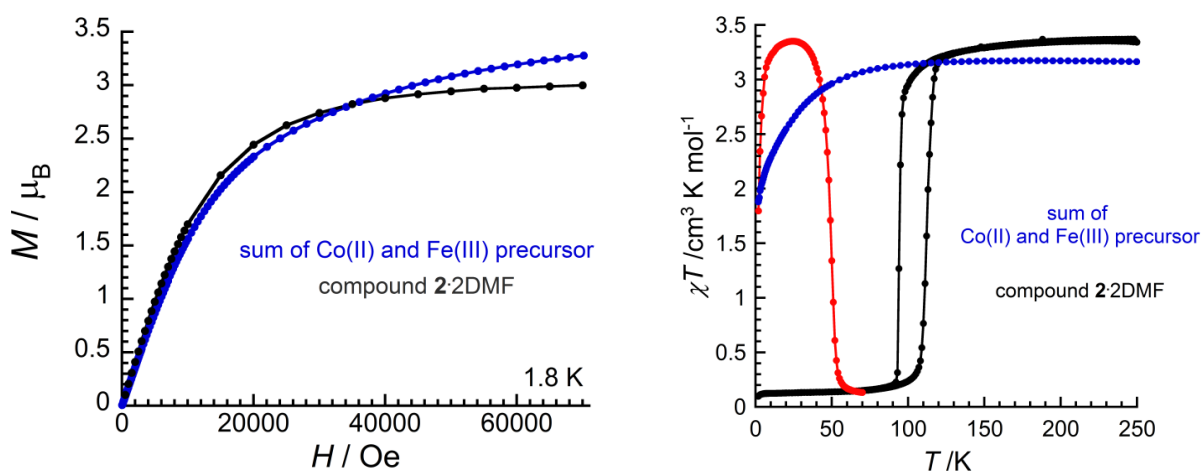 3.5
3
2.5
2
1.5
1
0.5
0
M / μB
sum of Co(II) and Fe(III) precursor
compound 2·2DMF
1.8 K
0
20000
40000
60000
H / Oe
3.5
3
2.5
2
1.5
1
0.5
0
χT /cm³ K mol⁻¹
sum of
Co(II) and Fe(III) precursor
compound 2·2DMF
0
50
100
150
200
250
T /K